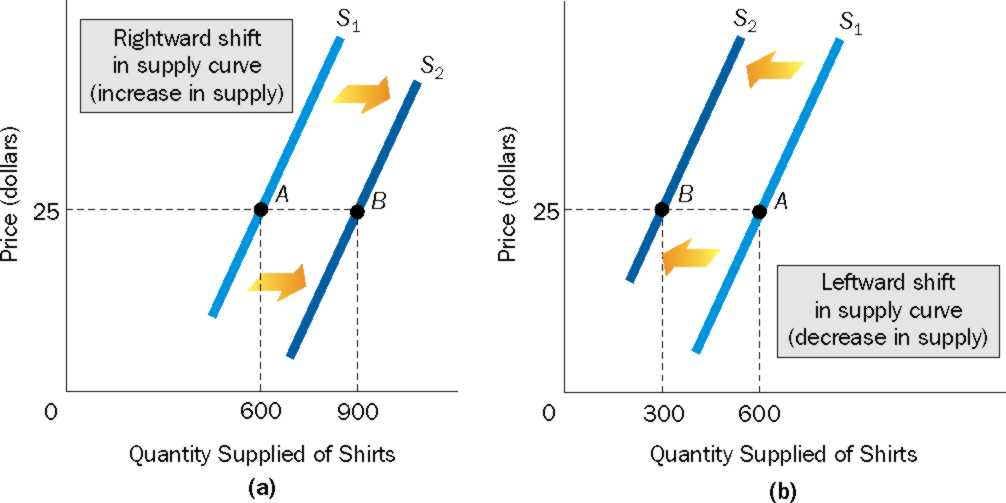 Rightward shift
in supply curve
(increase in supply)
S1
S2
Price (dollars)
25
A
B
0
600
900
Quantity Supplied of Shirts
(a)
S2
S1
Price (dollars)
25
B
A
Leftward shift
in supply curve
(decrease in supply)
0
300
600
Quantity Supplied of Shirts
(b)